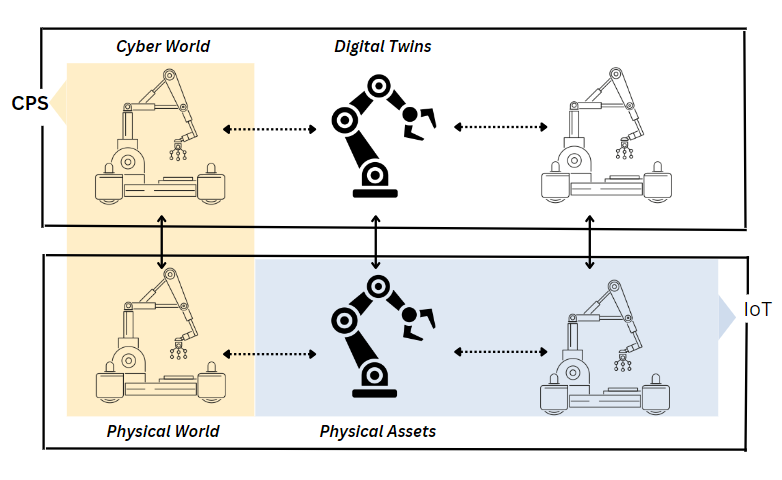 Cyber World
Digital Twins
CPS
IoT
Physical World
Physical Assets